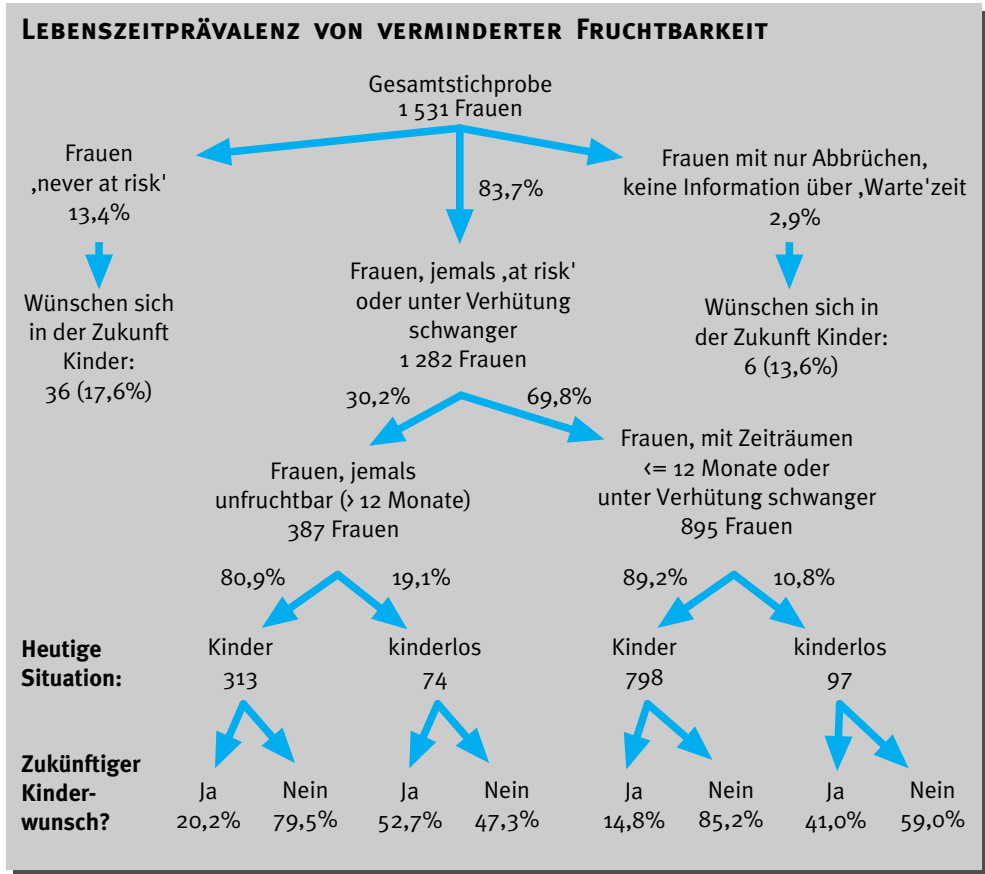 Lebenszeitprävalenz von verminderter Fruchtbarkeit
Gesamtstichprobe
1 531 Frauen
Frauen
‚never at risk'
13,4%
83,7%
Frauen mit nur Abbrüchen,
keine Information über ‚Warte'zeit
2,9%
Wünschen sich
in der Zukunft
Kinder:
36 (17,6%)
Frauen, jemals ‚at risk'
oder unter Verhütung
schwanger
1 282 Frauen
Wünschen sich in
der Zukunft Kinder:
6 (13,6%)
30,2% 69,8%
Frauen, jemals
unfruchtbar (> 12 Monate)
387 Frauen
Frauen, mit Zeiträumen
<= 12 Monate oder
unter Verhütung schwanger
895 Frauen
80,9% 19,1% 89,2% 10,8%
Heutige
Situation:
Kinder kinderlos Kinder kinderlos
313 74 798 97
Zukünftiger
Kinder-
wunsch?
Ja Nein Ja Nein Ja Nein Ja Nein
20,2% 79,5% 52,7% 47,3% 14,8% 85,2% 41,0% 59,0%